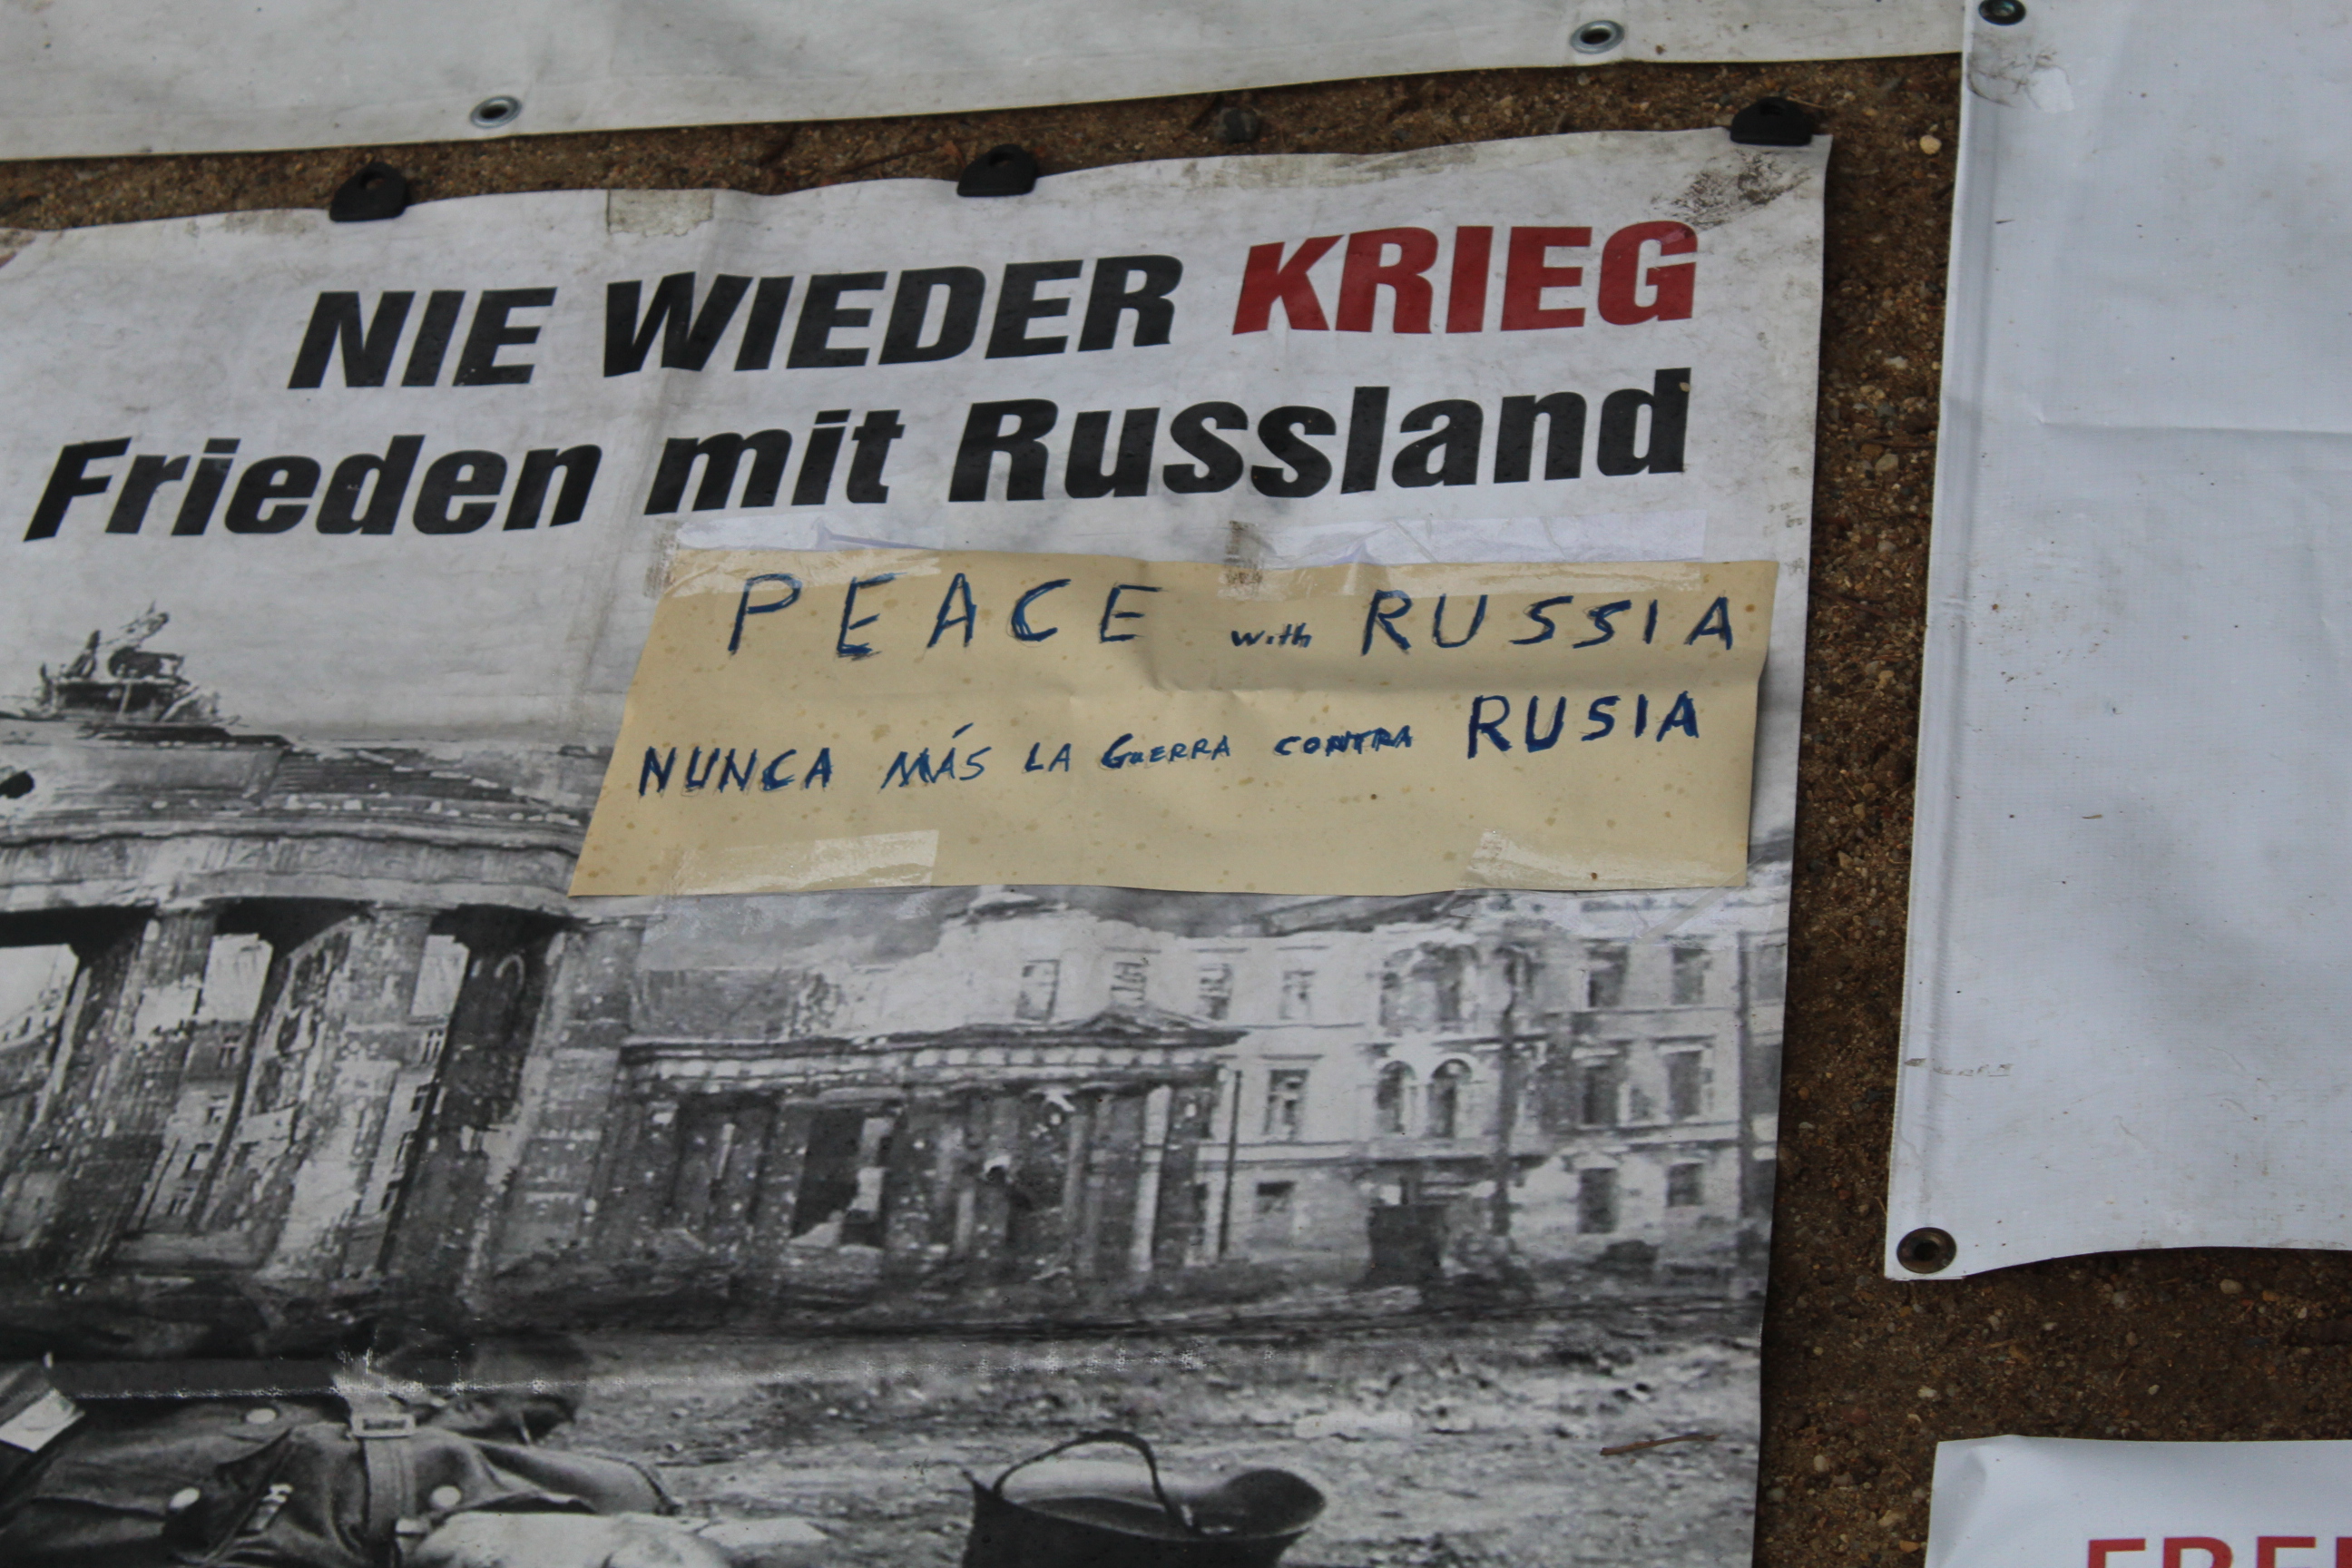 NIE WIEDER KRIEG
Frieden mit Russland
PEACE with RUSSIA
NUNCA MÁS LA GUERRA CONTRA RUSIA